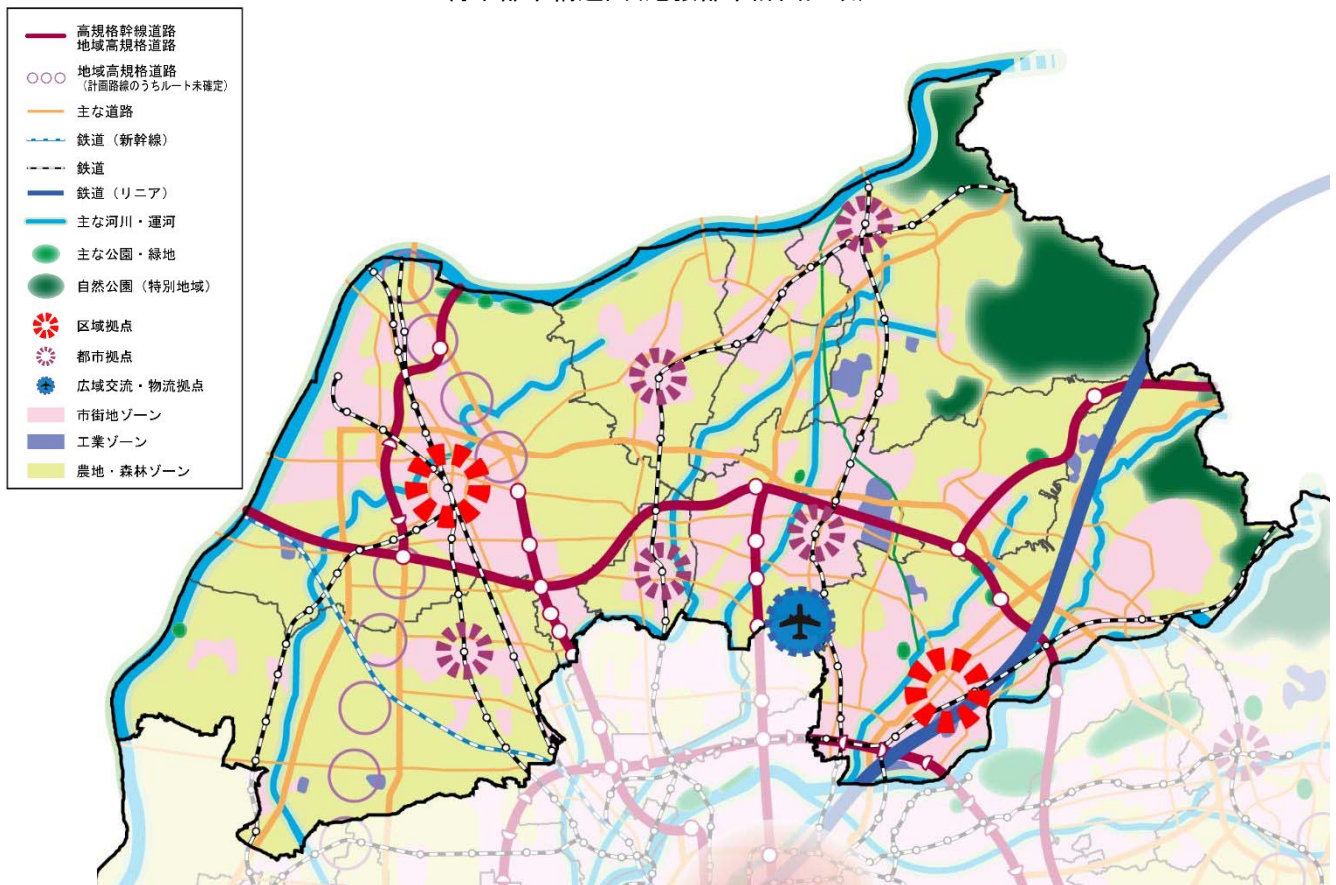 高規格幹線道路
地域高規格道路
地域高規格道路
(計画路線のうちルート未確定)
主な道路
鉄道（新幹線）
鉄道
鉄道（リニア）
主な河川・運河
主な公園・緑地
自然公園（特別地域）
区域拠点
都市拠点
広域交流・物流拠点
市街地ゾーン
工業ゾーン
農地・森林ゾーン